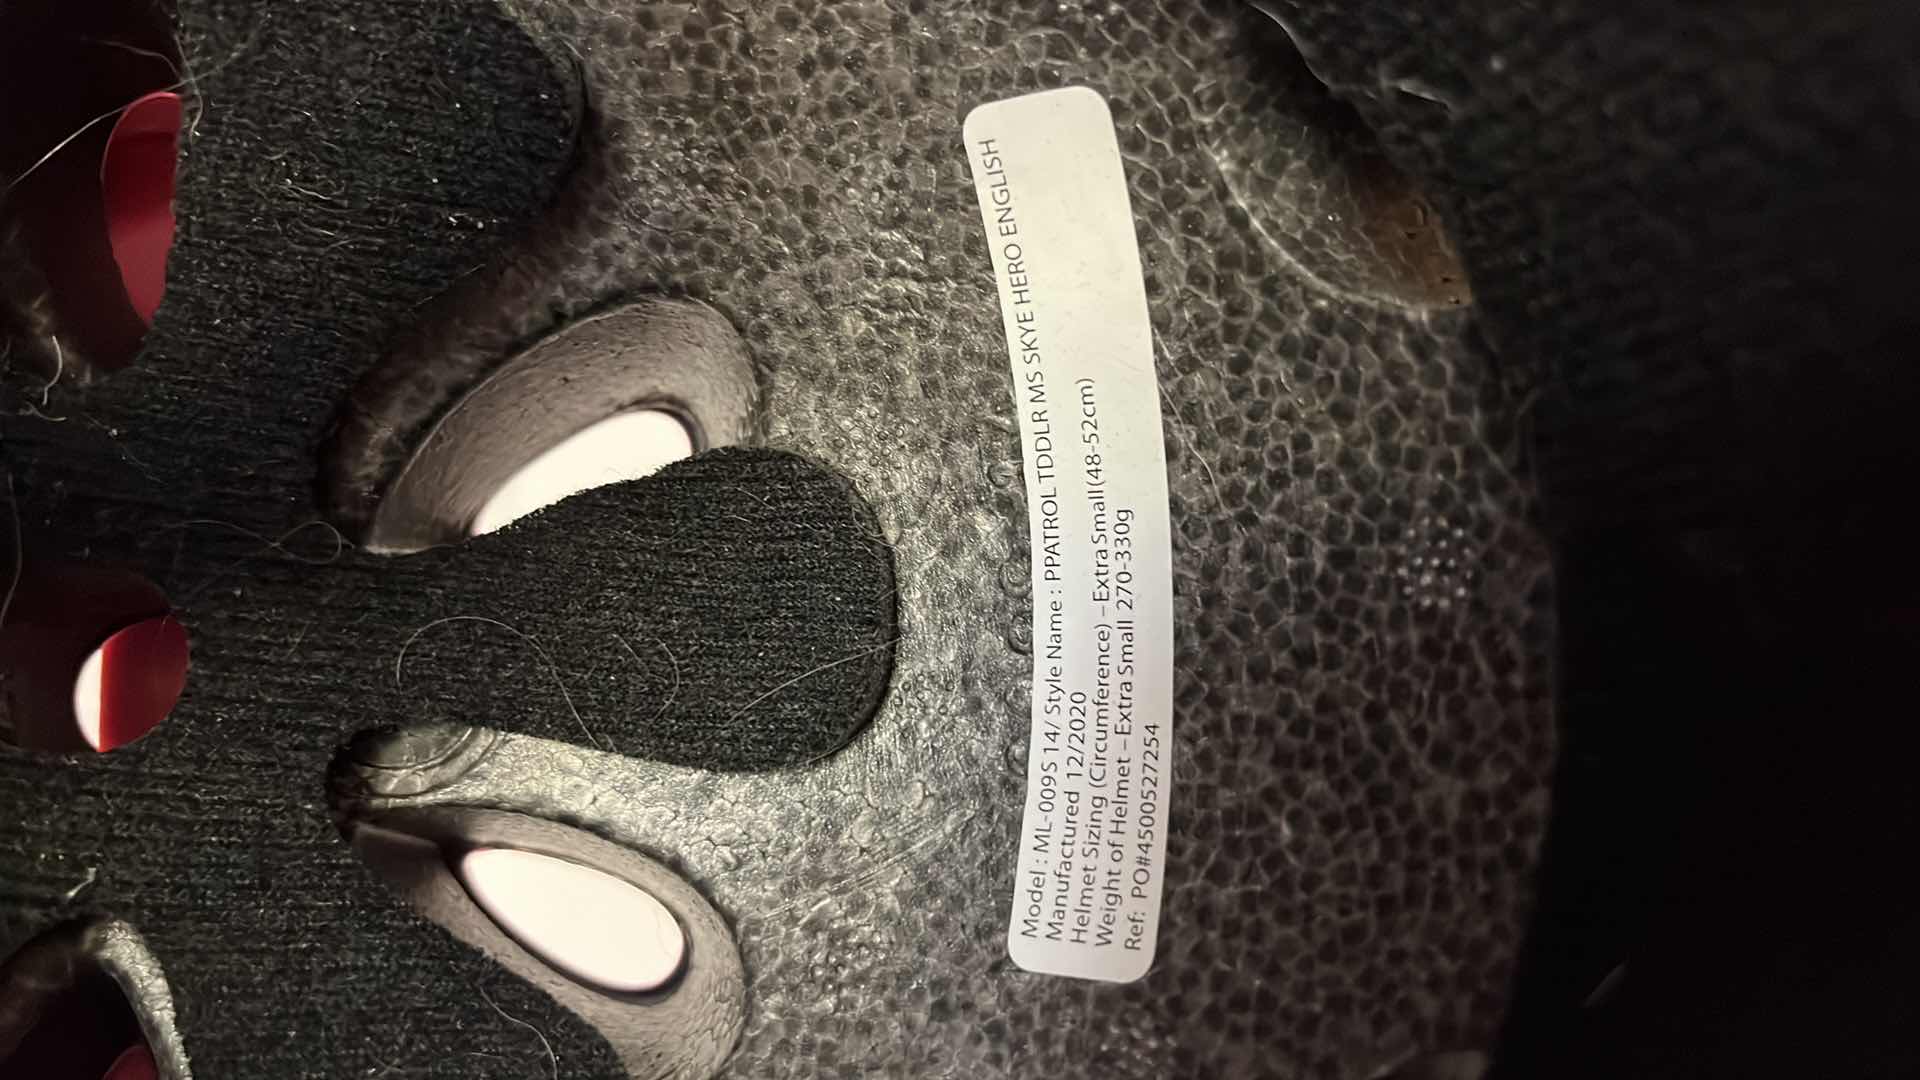 Model : ML-009S 14/ Style Name : PPATROL TDDLR MS SKYE HERO ENGLISH
Manufactured 12/2020
Helmet Sizing (Circumference) – Extra Small(48-52cm)
Weight of Helmet – Extra Small 270-330g
Ref: PO#4500527254